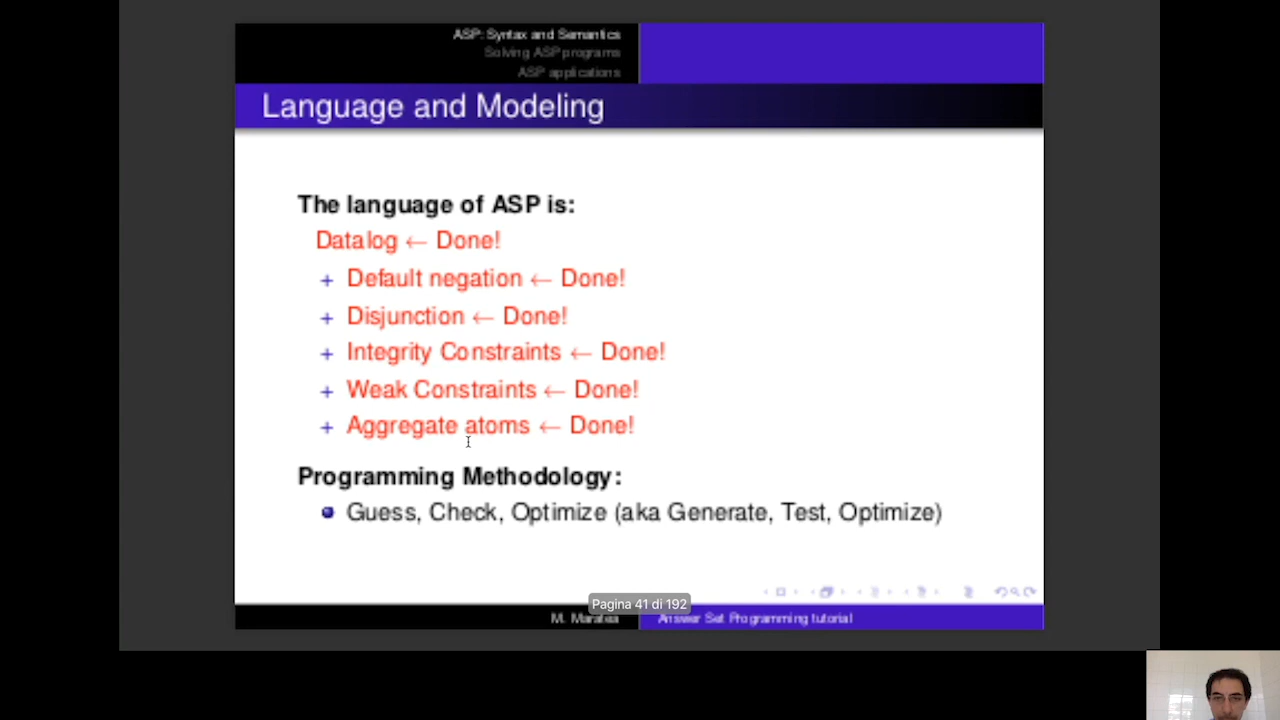 ASP: Syntax and Semantics
Solving ASP programs
ASP applications
Language and Modeling
The language of ASP is:
Datalog ← Done!
+ Default negation ← Done!
+ Disjunction ← Done!
+ Integrity Constraints ← Done!
+ Weak Constraints ← Done!
+ Aggregate atoms ← Done!
Programming Methodology:
Guess, Check, Optimize (aka Generate, Test, Optimize)
Pagina 41 di 192
M. Maratea
Answer Set Programming tutorial